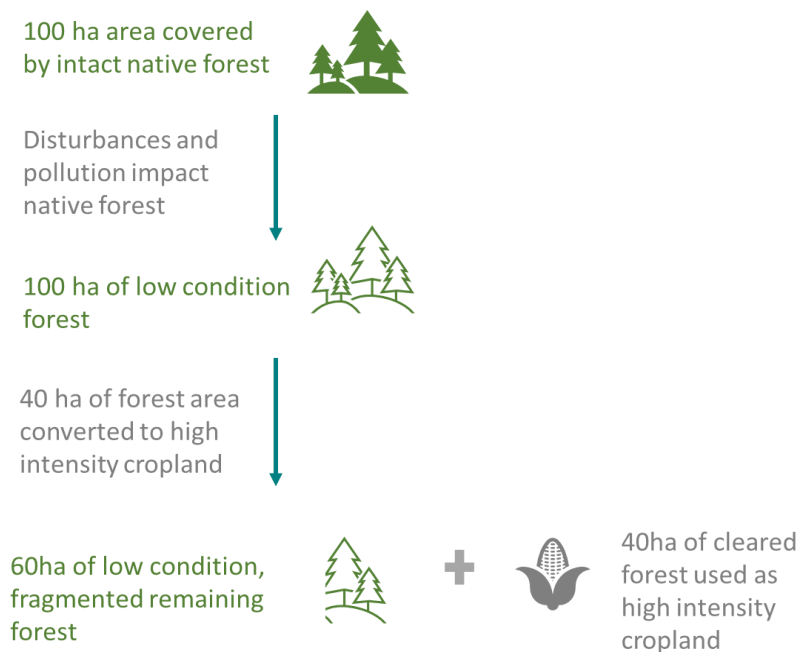 100 ha area covered
by intact native forest
Disturbances and
pollution impact
native forest
100 ha of low condition
forest
40 ha of forest area
converted to high
intensity cropland
60ha of low condition,
fragmented remaining
forest
40ha of cleared
forest used as
high intensity
cropland